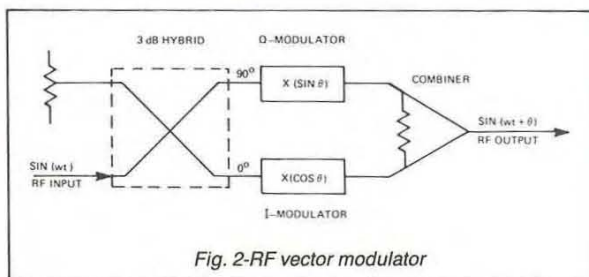 3 dB HYBRID
Q-MODULATOR
90°
X (SIN θ)
COMBINER
SIN (wt + θ)
RF OUTPUT
SIN (wt)
RF INPUT
0°
X(COS θ)
I-MODULATOR
Fig. 2-RF vector modulator